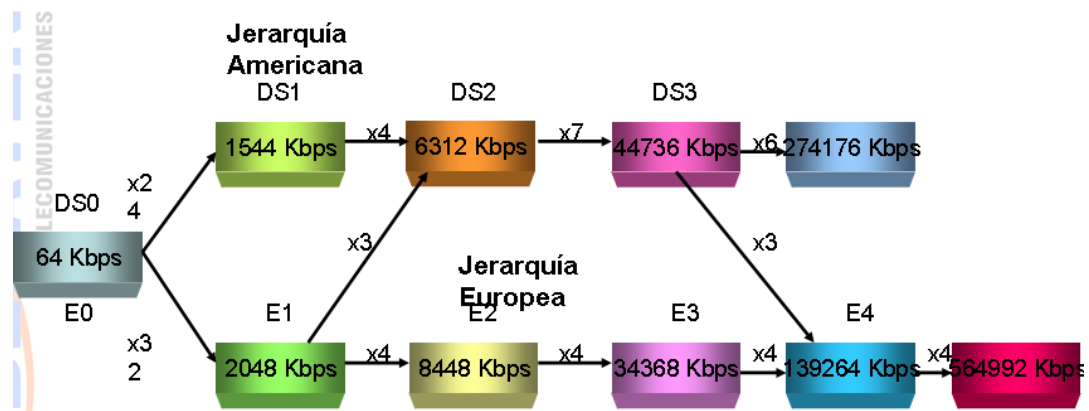 LECOMUNICACIONES
Jerarquía
Americana
DS1
DS2
DS3
1544 Kbps
x4
6312 Kbps
x7
44736 Kbps
x6
274176 Kbps
x2
4
DS0
64 Kbps
E0
x3
x3
Jerarquía
Europea
x3
2
E1
E2
E3
E4
2048 Kbps
x4
8448 Kbps
x4
34368 Kbps
x4
139264 Kbps
x4
564992 Kbps